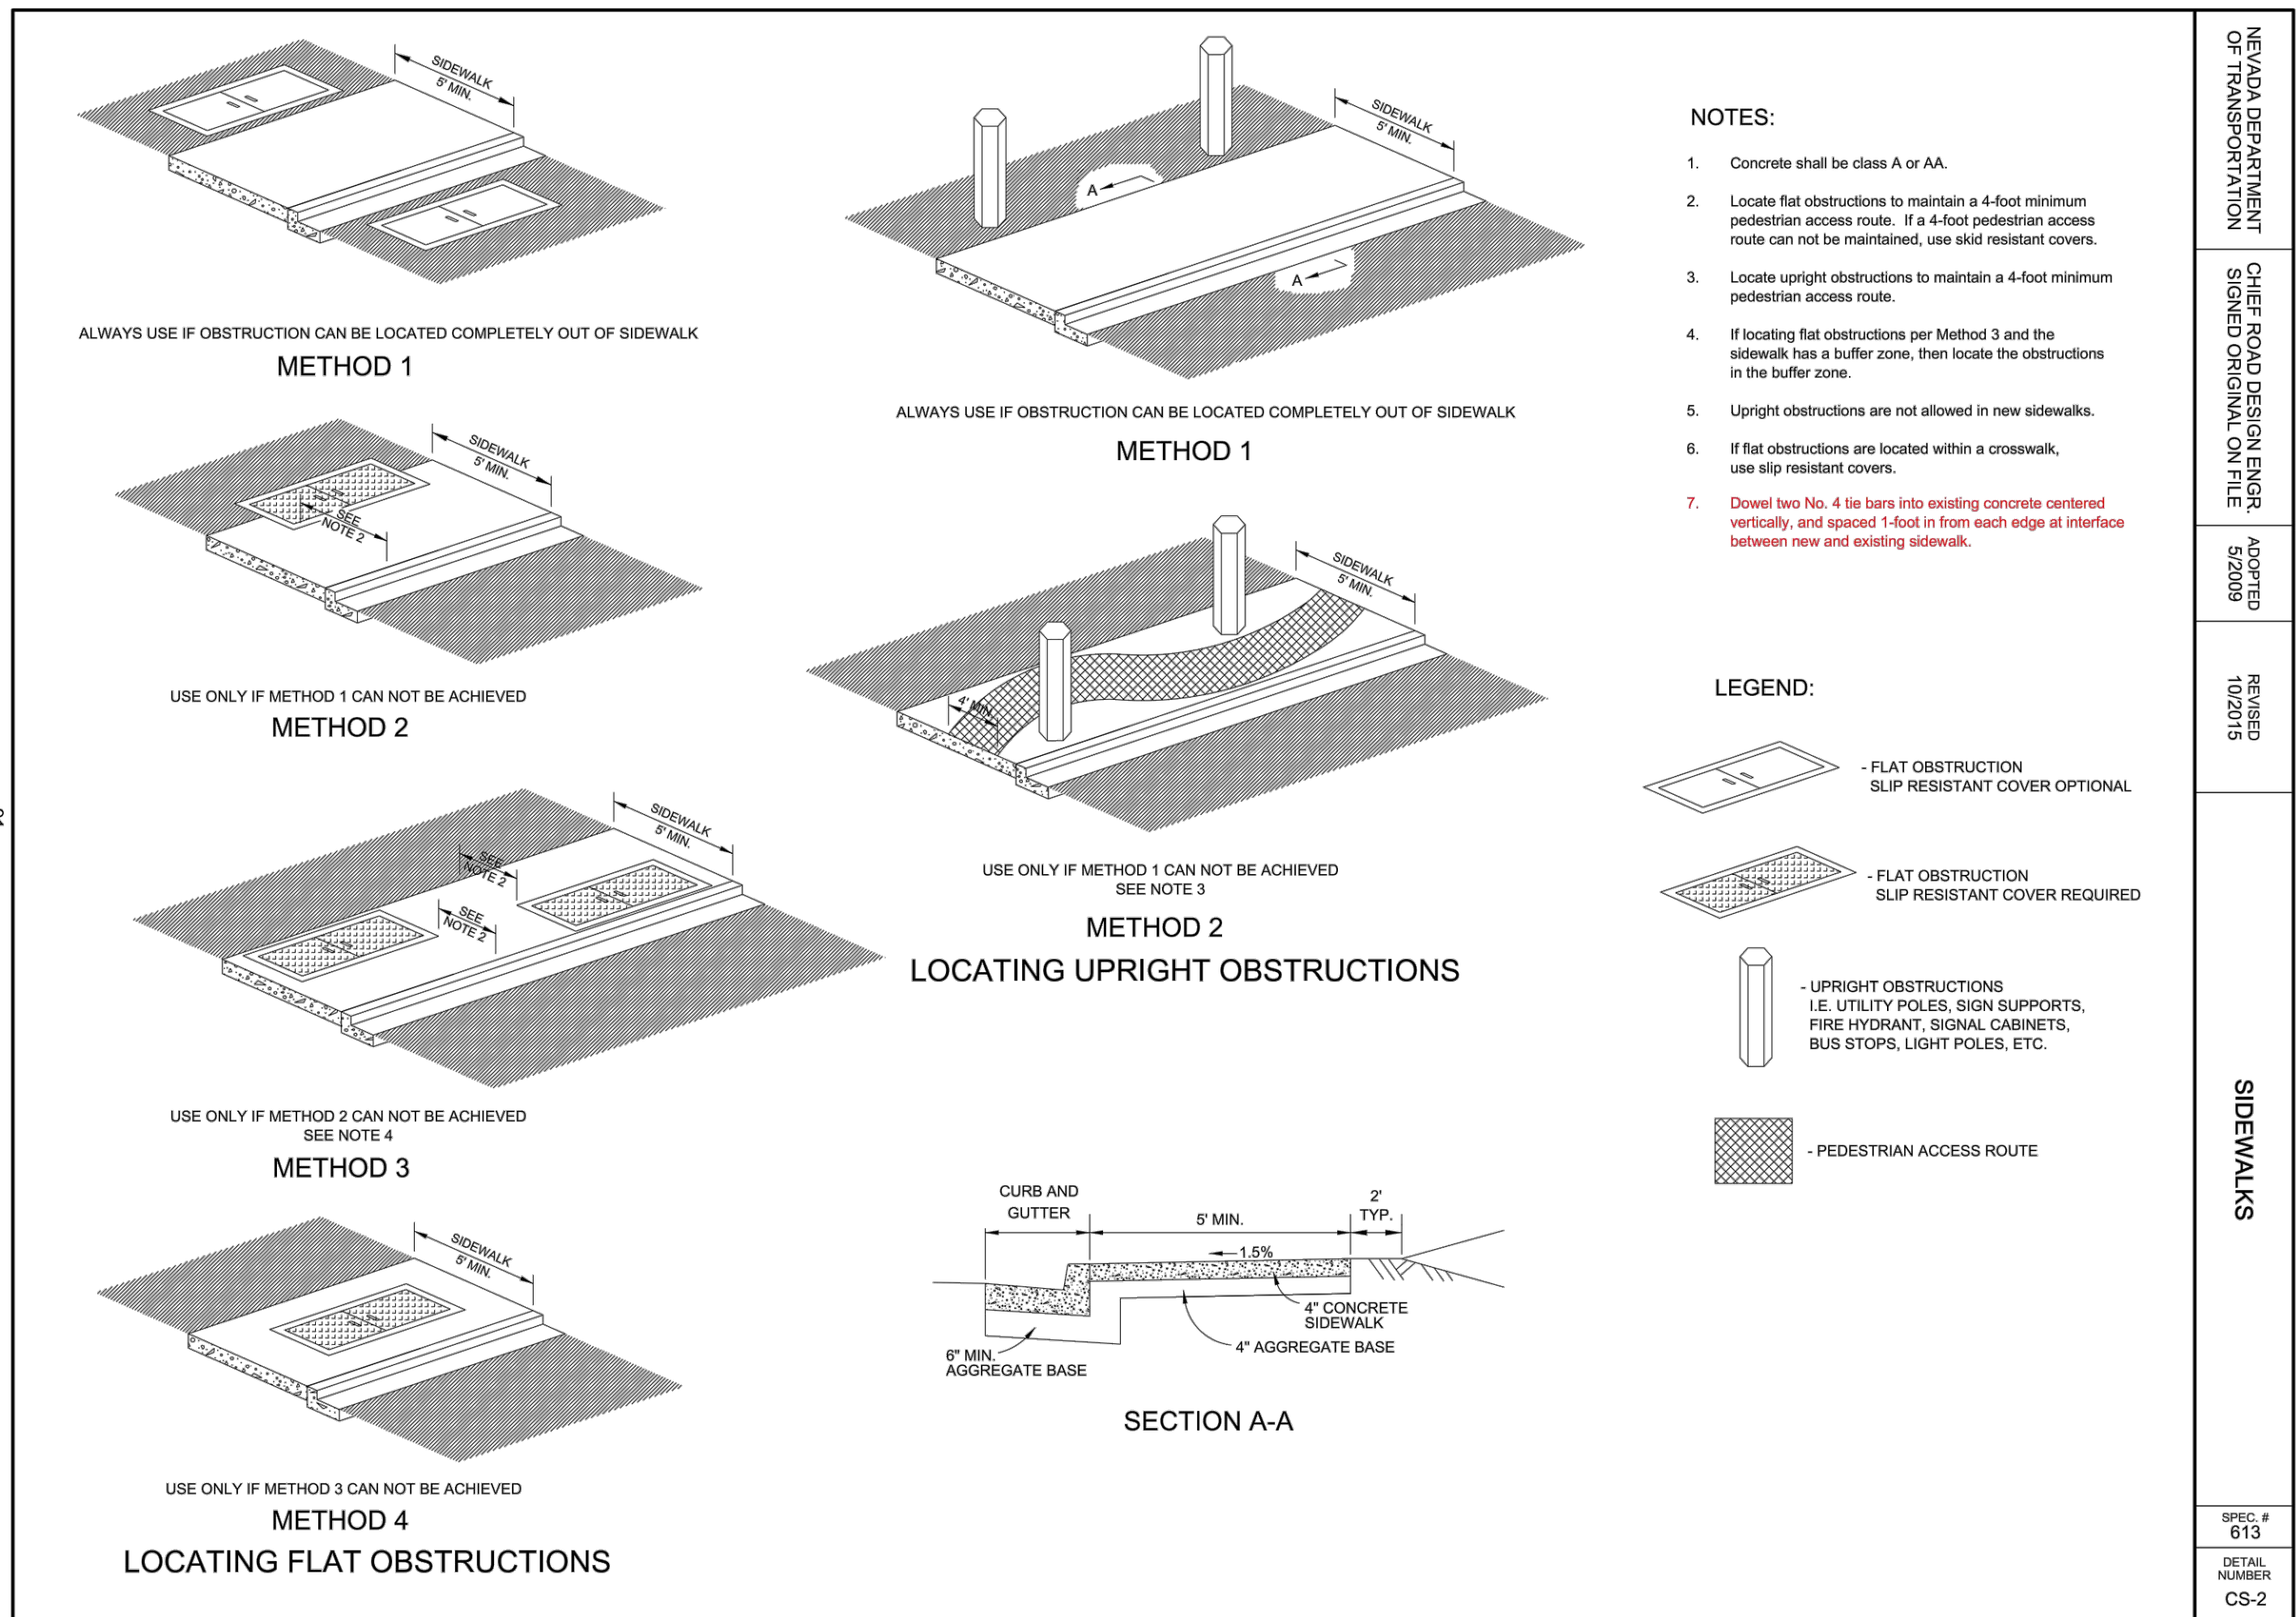 SIDEWALK
5' MIN.
ALWAYS USE IF OBSTRUCTION CAN BE LOCATED COMPLETELY OUT OF SIDEWALK
METHOD 1
SIDEWALK
5' MIN.
SEE
NOTE 2
USE ONLY IF METHOD 1 CAN NOT BE ACHIEVED
METHOD 2
SIDEWALK
5' MIN.
SEE
NOTE 2
SEE
NOTE 2
USE ONLY IF METHOD 2 CAN NOT BE ACHIEVED
SEE NOTE 4
METHOD 3
SIDEWALK
5' MIN.
USE ONLY IF METHOD 3 CAN NOT BE ACHIEVED
METHOD 4
LOCATING FLAT OBSTRUCTIONS
SIDEWALK
5' MIN.
A
A
ALWAYS USE IF OBSTRUCTION CAN BE LOCATED COMPLETELY OUT OF SIDEWALK
METHOD 1
SIDEWALK
5' MIN.
4' MIN.
USE ONLY IF METHOD 1 CAN NOT BE ACHIEVED
SEE NOTE 3
METHOD 2
LOCATING UPRIGHT OBSTRUCTIONS
CURB AND
GUTTER
5' MIN.
2'
TYP.
1.5%
4" CONCRETE
SIDEWALK
4" AGGREGATE BASE
6" MIN.
AGGREGATE BASE
SECTION A-A
NOTES:
1. Concrete shall be class A or AA.
2. Locate flat obstructions to maintain a 4-foot minimum
pedestrian access route. If a 4-foot pedestrian access
route can not be maintained, use skid resistant covers.
3. Locate upright obstructions to maintain a 4-foot minimum
pedestrian access route.
4. If locating flat obstructions per Method 3 and the
sidewalk has a buffer zone, then locate the obstructions
in the buffer zone.
5. Upright obstructions are not allowed in new sidewalks.
6. If flat obstructions are located within a crosswalk,
use slip resistant covers.
7. Dowel two No. 4 tie bars into existing concrete centered
vertically, and spaced 1-foot in from each edge at interface
between new and existing sidewalk.
LEGEND:
- FLAT OBSTRUCTION
SLIP RESISTANT COVER OPTIONAL
- FLAT OBSTRUCTION
SLIP RESISTANT COVER REQUIRED
- UPRIGHT OBSTRUCTIONS
I.E. UTILITY POLES, SIGN SUPPORTS,
FIRE HYDRANT, SIGNAL CABINETS,
BUS STOPS, LIGHT POLES, ETC.
- PEDESTRIAN ACCESS ROUTE
NEVADA DEPARTMENT
OF TRANSPORTATION
CHIEF ROAD DESIGN ENGR.
SIGNED ORIGINAL ON FILE
ADOPTED
5/2009
REVISED
10/2015
SIDEWALKS
SPEC. #
613
DETAIL
NUMBER
CS-2